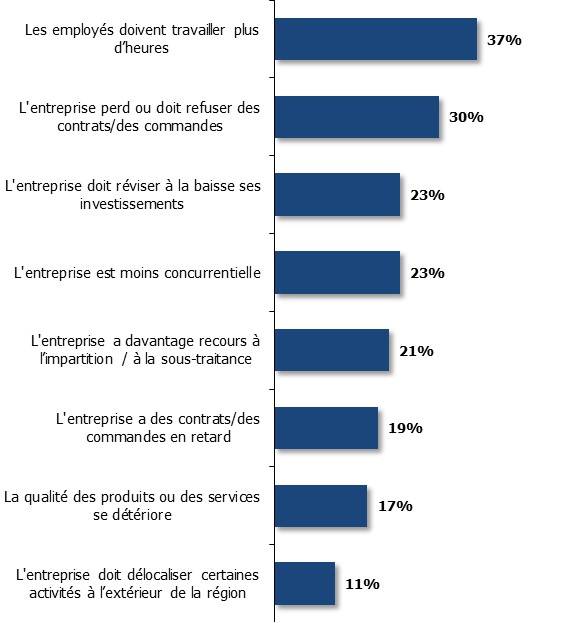 Les employés doivent travailler plus
d’heures
37%
L'entreprise perd ou doit refuser des
contrats/des commandes
30%
L'entreprise doit réviser à la baisse ses
investissements
23%
L'entreprise est moins concurrentielle
23%
L'entreprise a davantage recours à
l’impartition / à la sous-traitance
21%
L'entreprise a des contrats/des
commandes en retard
19%
La qualité des produits ou des services
se détériore
17%
L'entreprise doit délocaliser certaines
activités à l’extérieur de la région
11%